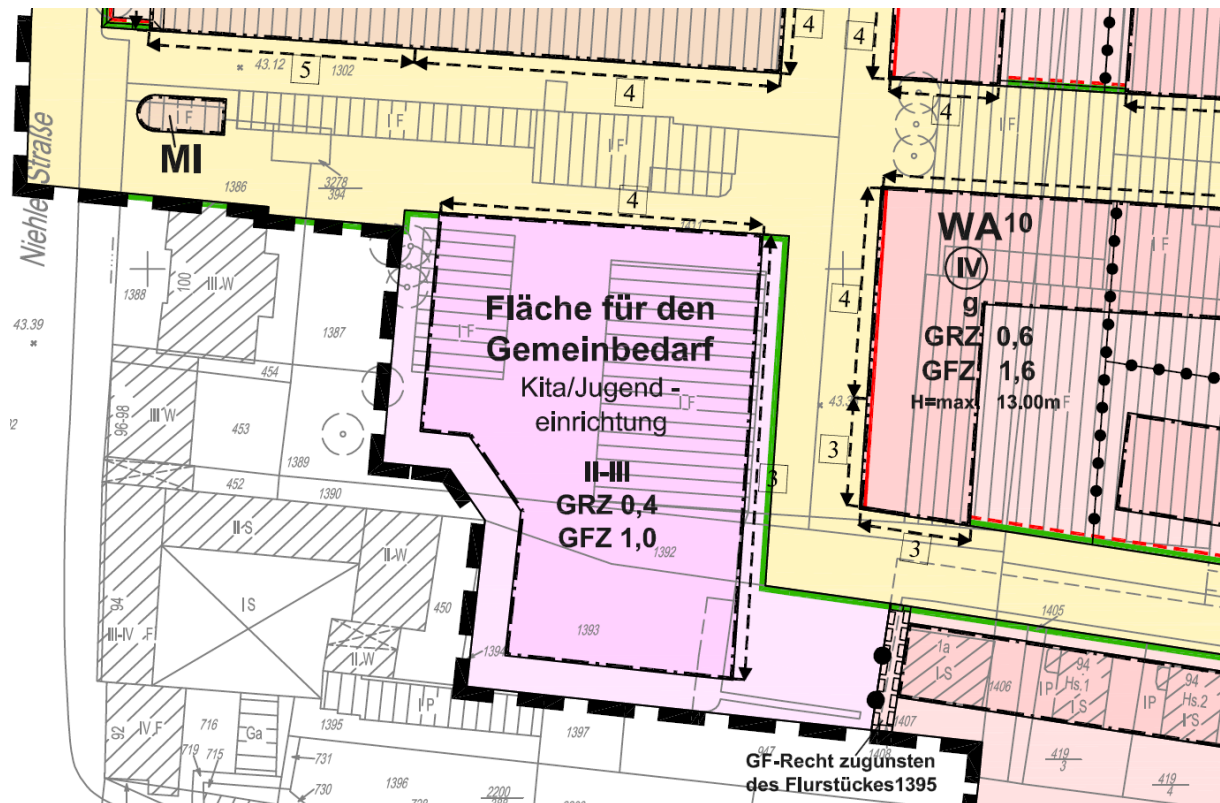 4
4
4
5
43.12
1302
4
I F
I F
4
I F
I F
MI
Niehler Straße
1386
3278
394
4
WA10
IV
g
GRZ 0,6
GFZ 1,6
H=max. 13.00m
I F
4
III W
100
1388
1387
43.39
Fläche für den
Gemeinbedarf
Kita/Jugend -
einrichtung
II-III
GRZ 0,4
GFZ 1,0
I F
I F
454
III W
96-98
453
1389
452
1390
3
3
3
II S
II W
1392
I S
94
III-IV F
450
1393
1394
II W
1405
1a
I S
1406
I P
94
Hs.1
I S
I P
94
Hs.2
I S
92
IV F
716
Ga
719
715
731
730
1395
I P
1397
947
1407
1408
GF-Recht zugunsten
des Flurstückes1395
1396
2200
419
3
419
4